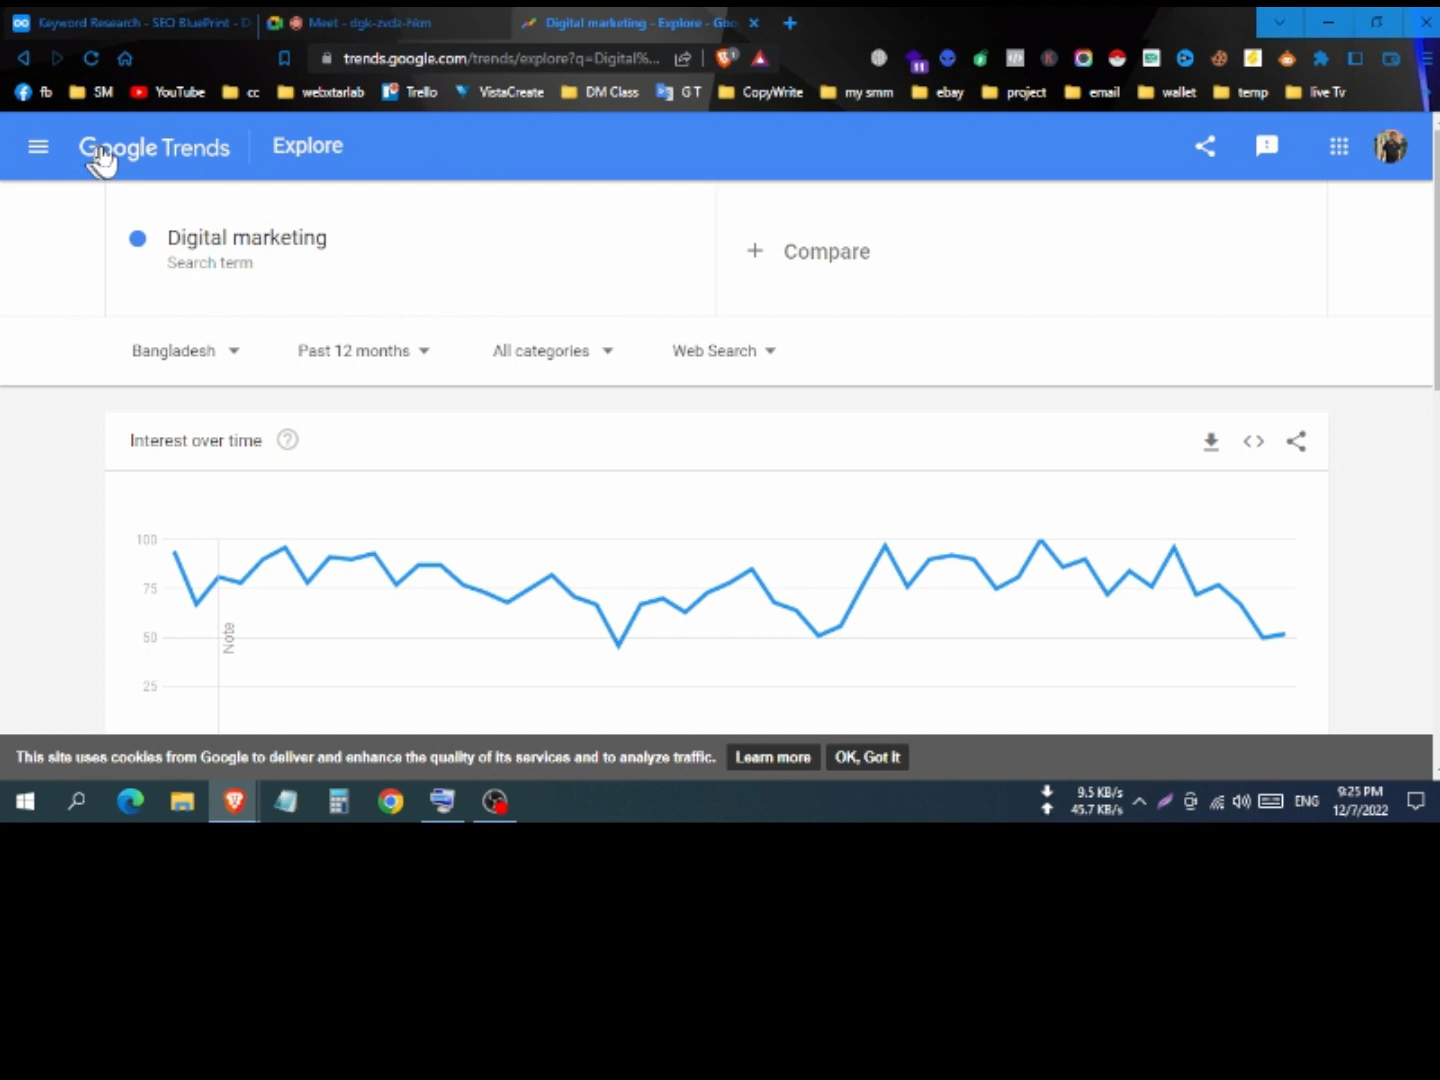 Keyword Research - SEO BluePrint - D
Meet - dgk-zvdz-hkm
Digital marketing - Explore - Goo
trends.google.com/trends/explore?q=Digital%...
1
11
fb
SM
YouTube
cc
webxtarlab
Trello
VistaCreate
DM Class
G T
CopyWrite
my smm
ebay
project
email
wallet
temp
live Tv
Google Trends
Explore
Digital marketing
Search term
+ Compare
Bangladesh
Past 12 months
All categories
Web Search
Interest over time
100
75
50
25
Note
This site uses cookies from Google to deliver and enhance the quality of its services and to analyze traffic.
Learn more
OK, Got it
9.5 KB/s
45.7 KB/s
ENG
9:25 PM
12/7/2022